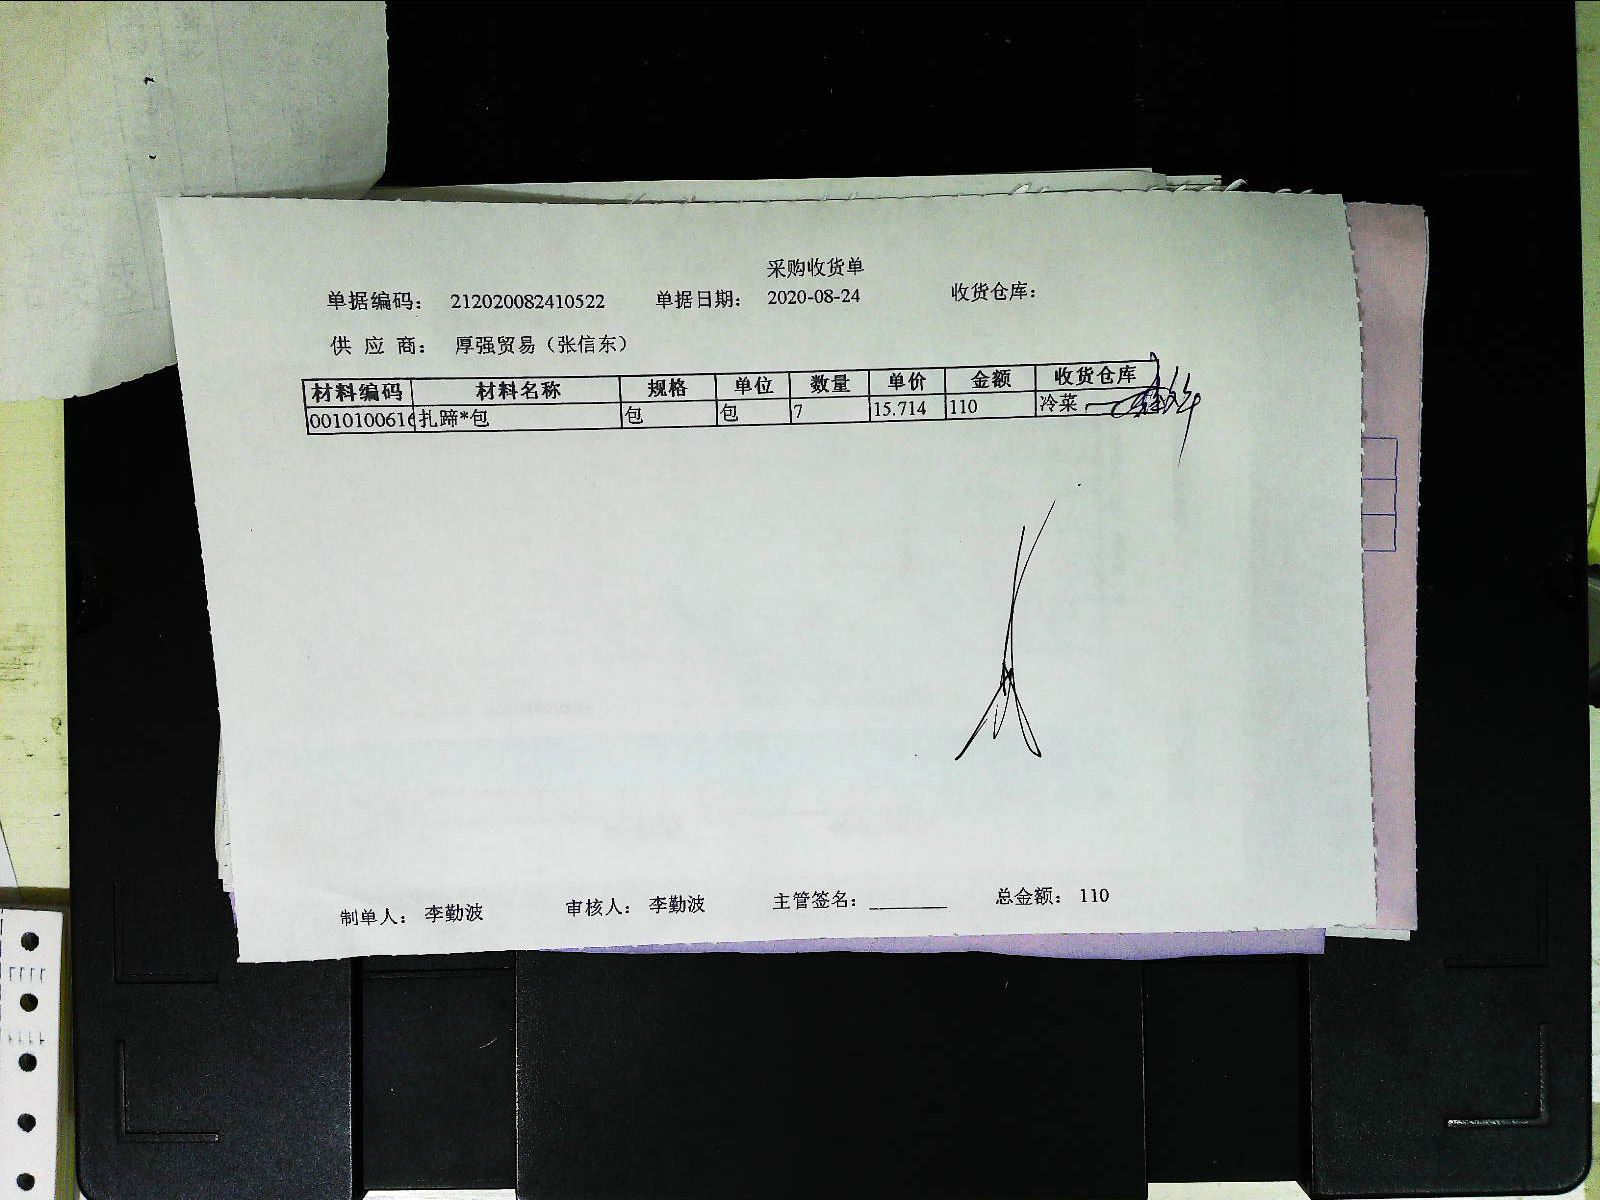 采购收货单
单据编码： 212020082410522 单据日期： 2020-08-24 收货仓库：
供 应 商： 厚强贸易（张信东）
材料编码 材料名称 规格 单位 数量 单价 金额 收货仓库
0010100616 扎蹄*包 包 包 7 15.714 110 冷菜
制单人： 李勤波 审核人： 李勤波 主管签名：________ 总金额： 110